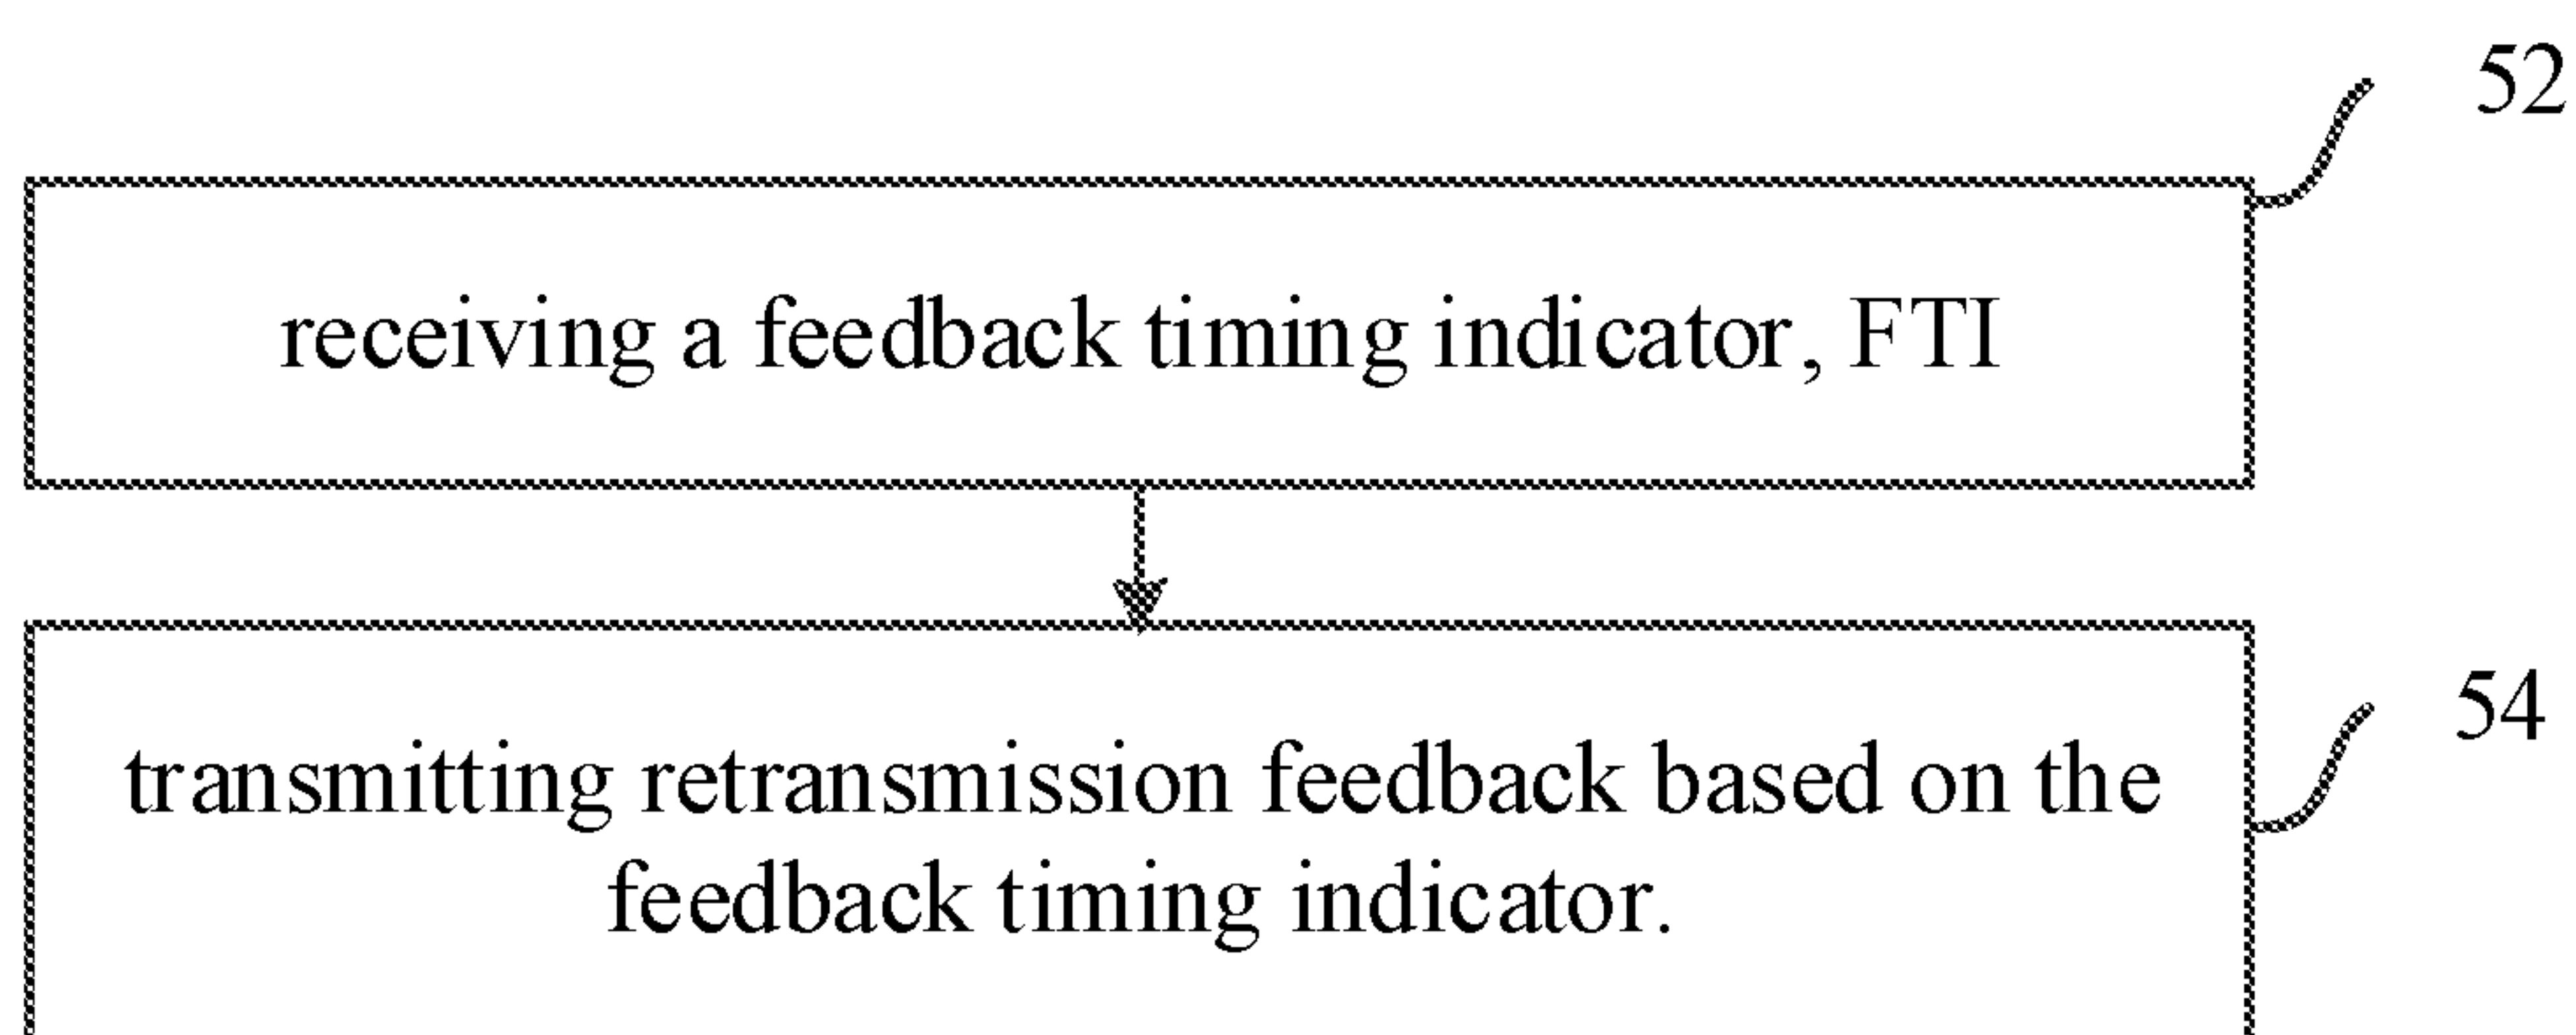 52
receiving a feedback timing indicator, FTI
54
transmitting retransmission feedback based on the
feedback timing indicator.